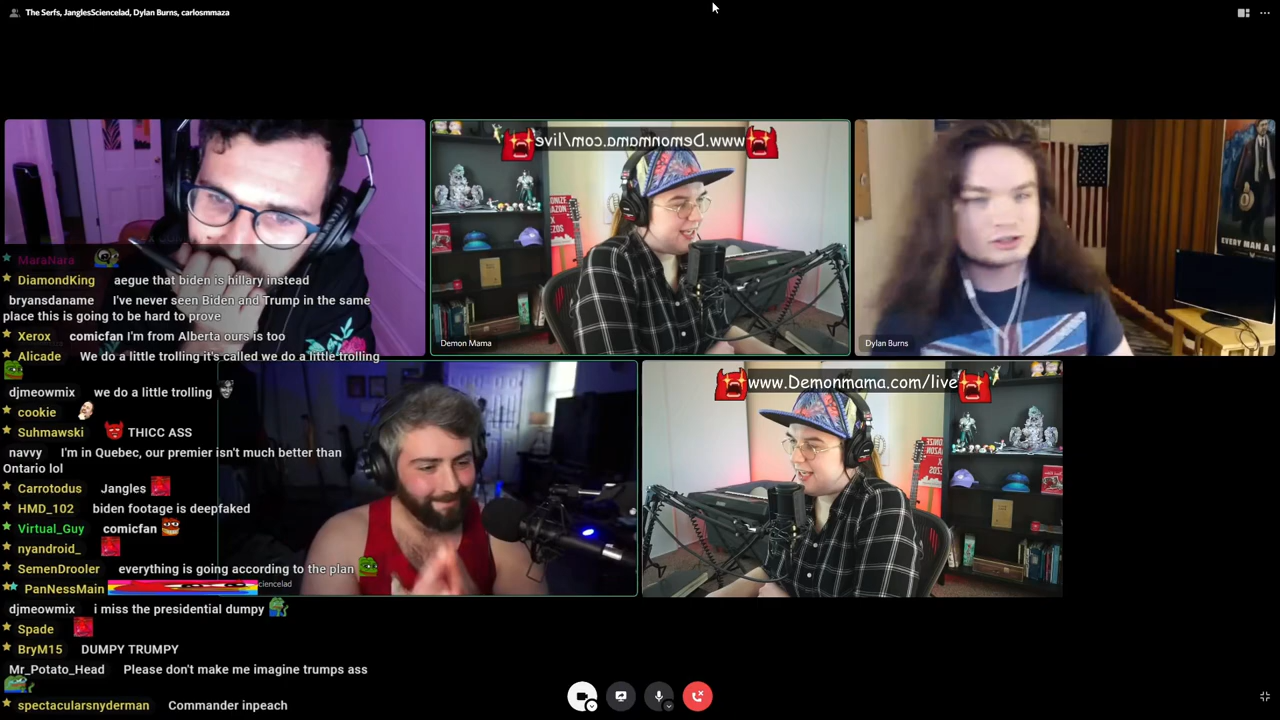 The Serfs, JanglesSciencelad, Dylan Burns, carlosmmaza
www.Demonmama.com/live
EVERY MAN A
Demon Mama
Dylan Burns
MaraNara
DiamondKing aegue that biden is hillary instead
bryansdaname I've never seen Biden and Trump in the same
place this is going to be hard to prove
Xerox comicfan I'm from Alberta ours is too
Alicade We do a little trolling it's called we do a little trolling
djmeowmix we do a little trolling
cookie
Suhmawski THICC ASS
navvy I'm in Quebec, our premier isn't much better than
Ontario lol
Carrotodus Jangles
HMD_102 biden footage is deepfaked
Virtual_Guy comicfan
nyandroid_
SemenDrooler everything is going according to the plan
PanNessMain
ciencelad
djmeowmix i miss the presidential dumpy
Spade
BryM15 DUMPY TRUMPY
Mr_Potato_Head Please don't make me imagine trumps ass
spectacularsnyderman Commander inpeach
www.Demonmama.com/live